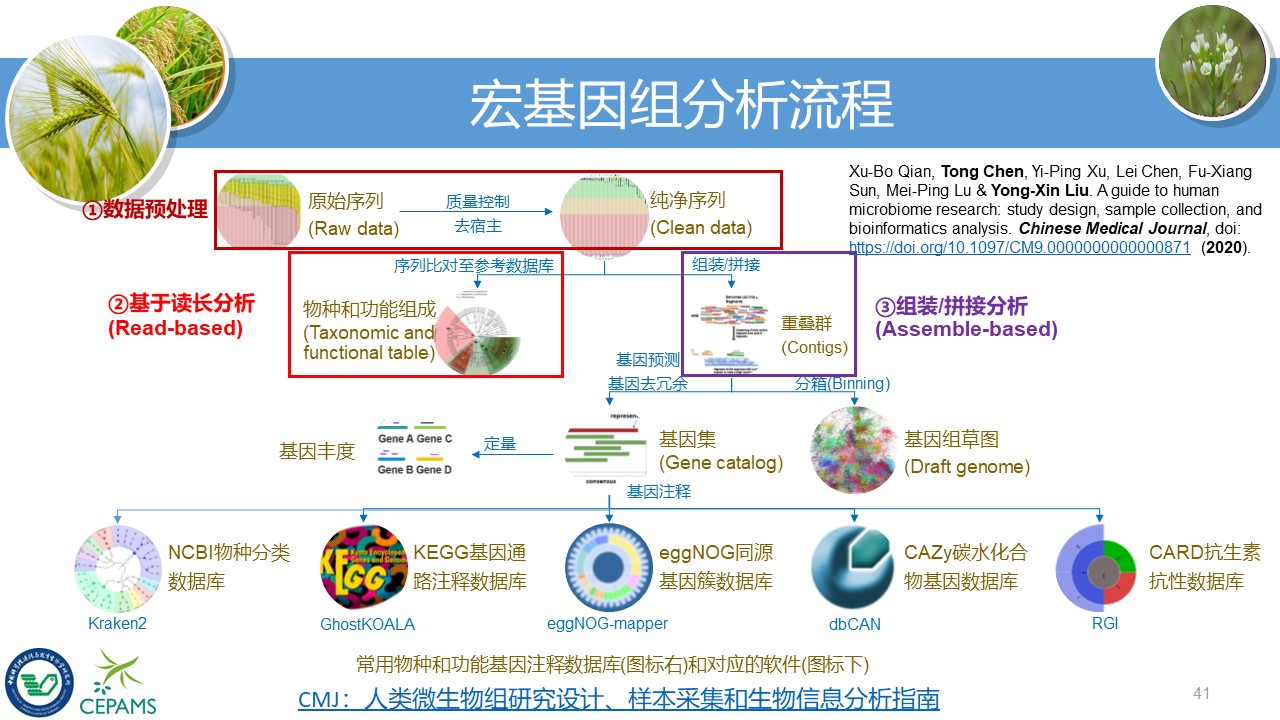 宏基因组分析流程
Xu-Bo Qian, Tong Chen, Yi-Ping Xu, Lei Chen, Fu-Xiang
Sun, Mei-Ping Lu & Yong-Xin Liu. A guide to human
microbiome research: study design, sample collection, and
bioinformatics analysis. Chinese Medical Journal, doi:
https://doi.org/10.1097/CM9.0000000000000871 (2020).
①数据预处理
原始序列
(Raw data)
质量控制
去宿主
纯净序列
(Clean data)
序列比对至参考数据库
组装/拼接
②基于读长分析
(Read-based)
物种和功能组成
(Taxonomic and
functional table)
重叠群
(Contigs)
③组装/拼接分析
(Assemble-based)
基因预测
基因去冗余
分箱(Binning)
基因丰度
Gene A Gene C
Gene B Gene D
定量
consensus
基因集
(Gene catalog)
基因组草图
(Draft genome)
基因注释
NCBI物种分类
数据库
Kraken2
KEGG
KEGG基因通
路注释数据库
GhostKOALA
eggNOG同源
基因簇数据库
eggNOG-mapper
CAZy碳水化合
物基因数据库
dbCAN
CARD抗生素
抗性数据库
RGI
常用物种和功能基因注释数据库(图标右)和对应的软件(图标下)
CMJ：人类微生物组研究设计、样本采集和生物信息分析指南
CEPAMS
41